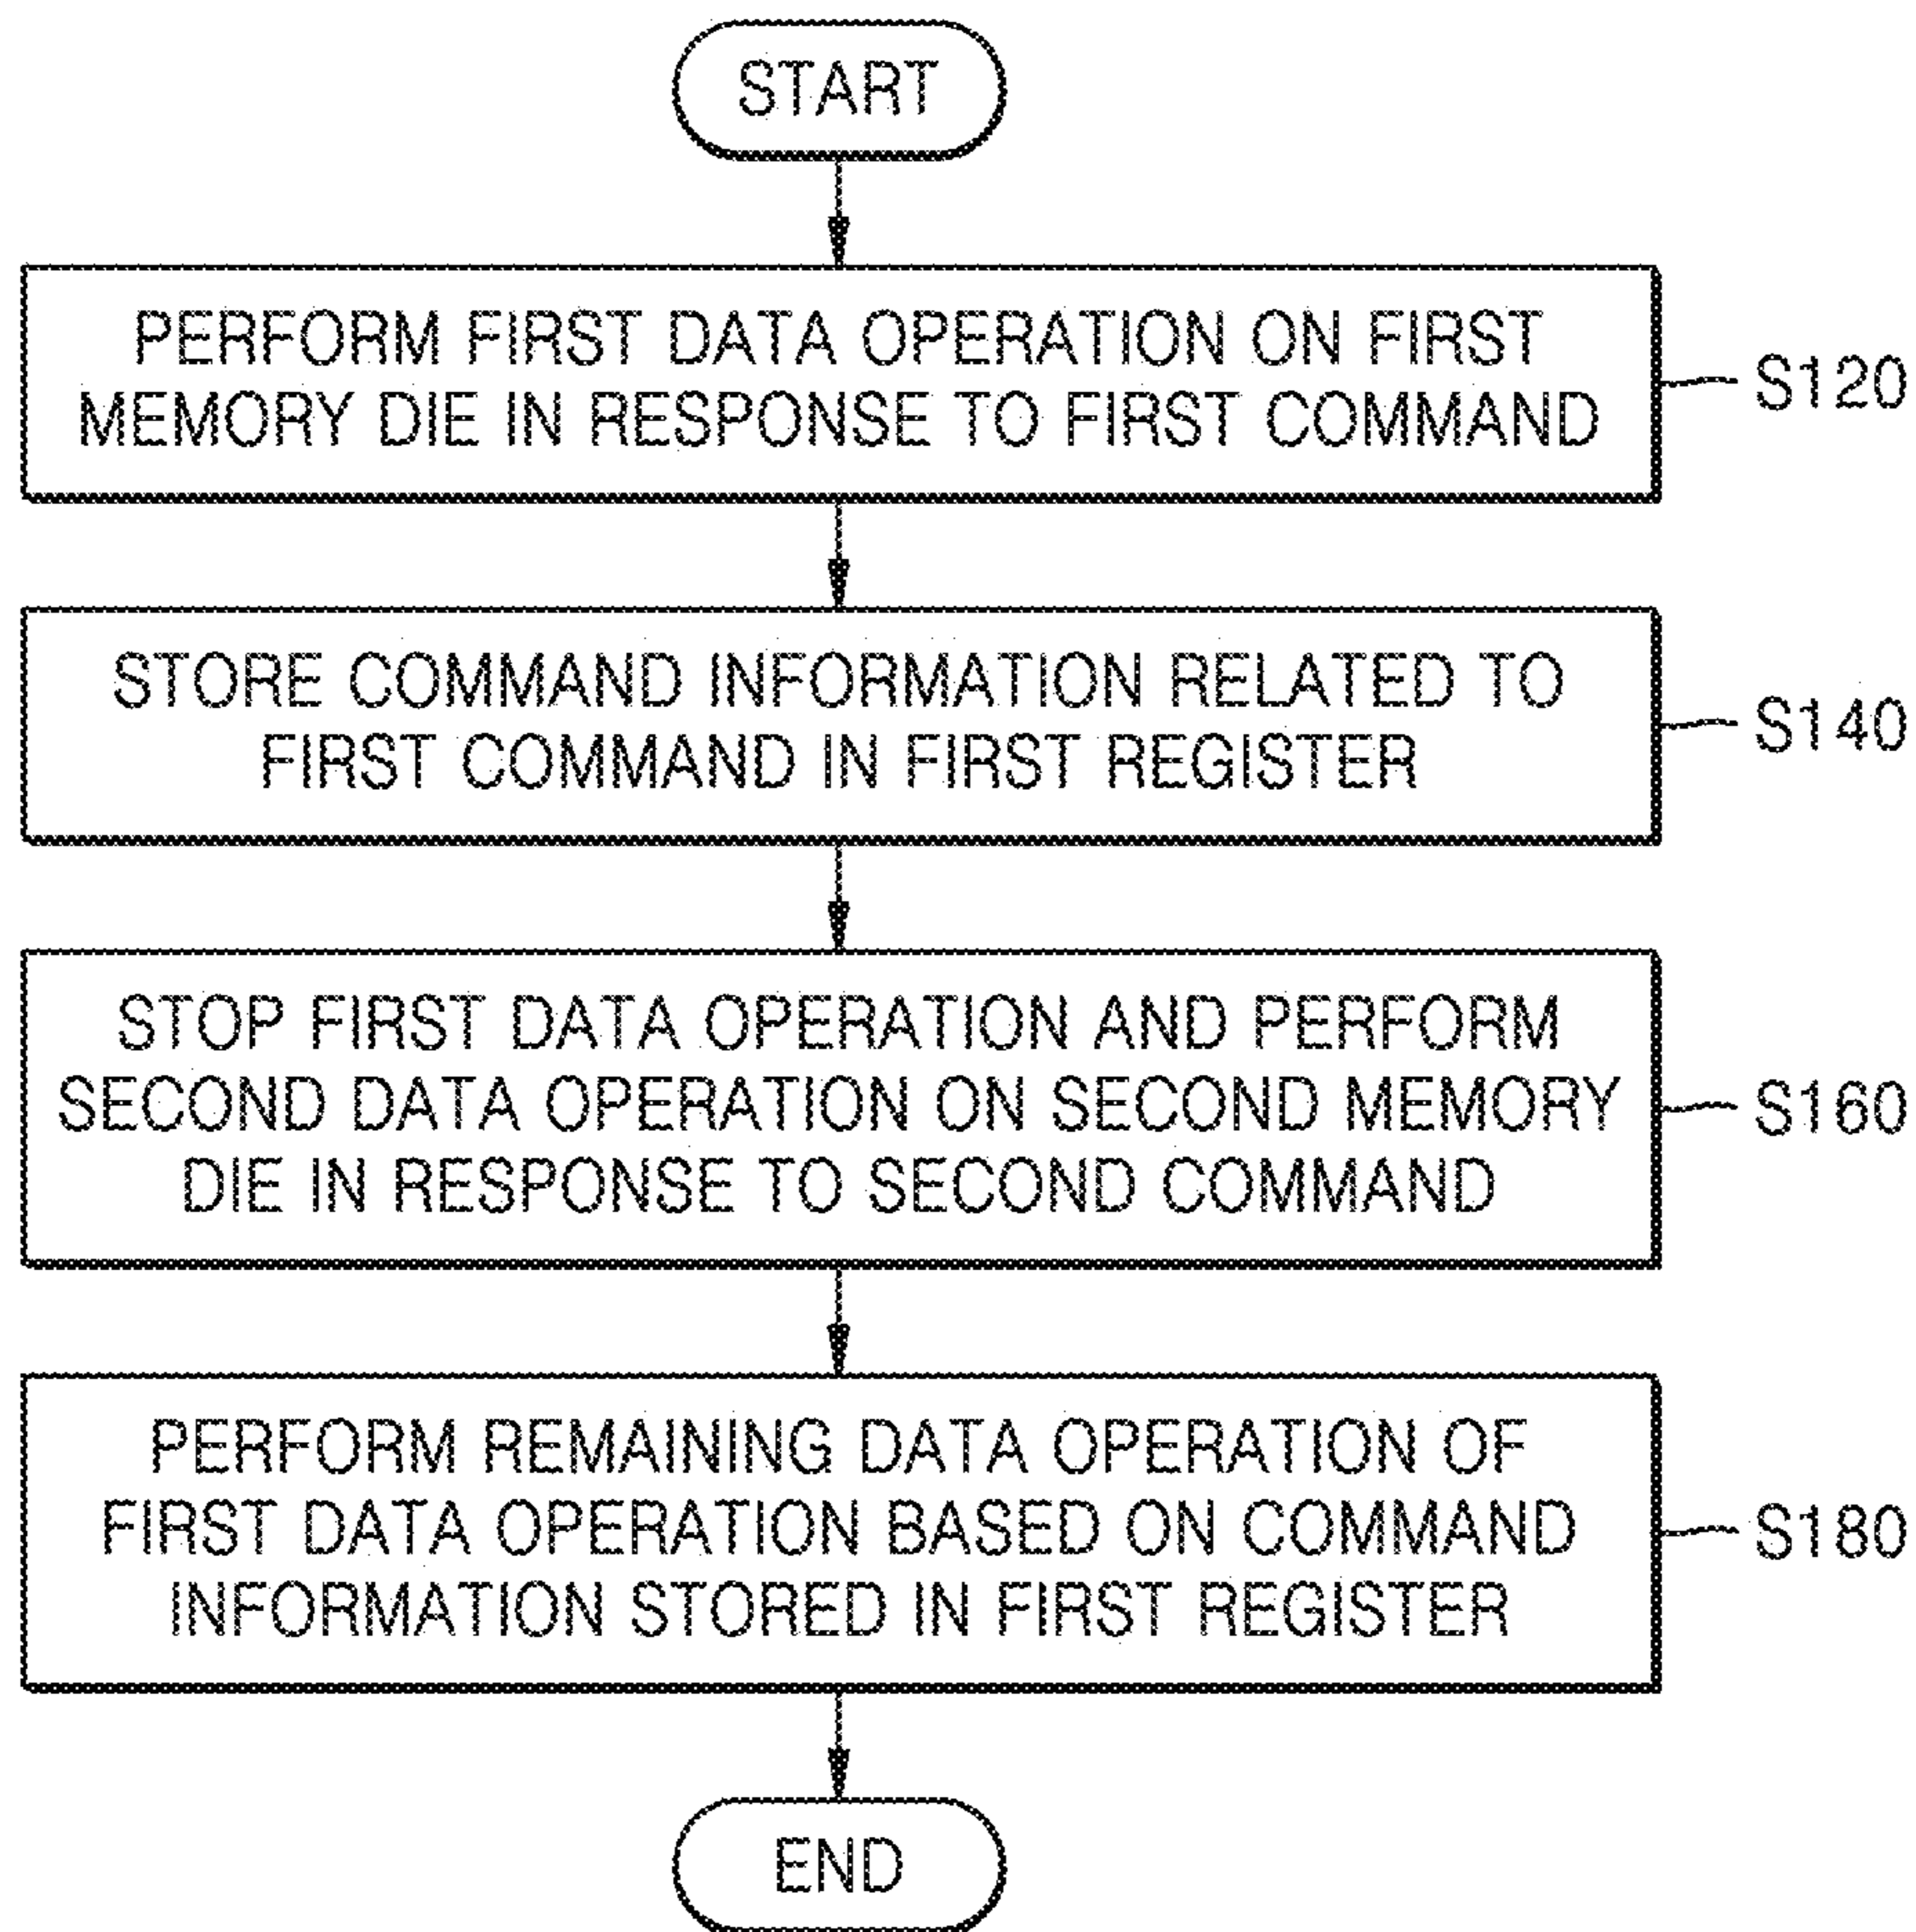 START
PERFORM FIRST DATA OPERATION ON FIRST
MEMORY DIE IN RESPONSE TO FIRST COMMAND
S120
STORE COMMAND INFORMATION RELATED TO
FIRST COMMAND IN FIRST REGISTER
S140
STOP FIRST DATA OPERATION AND PERFORM
SECOND DATA OPERATION ON SECOND MEMORY
DIE IN RESPONSE TO SECOND COMMAND
S160
PERFORM REMAINING DATA OPERATION OF
FIRST DATA OPERATION BASED ON COMMAND
INFORMATION STORED IN FIRST REGISTER
S180
END